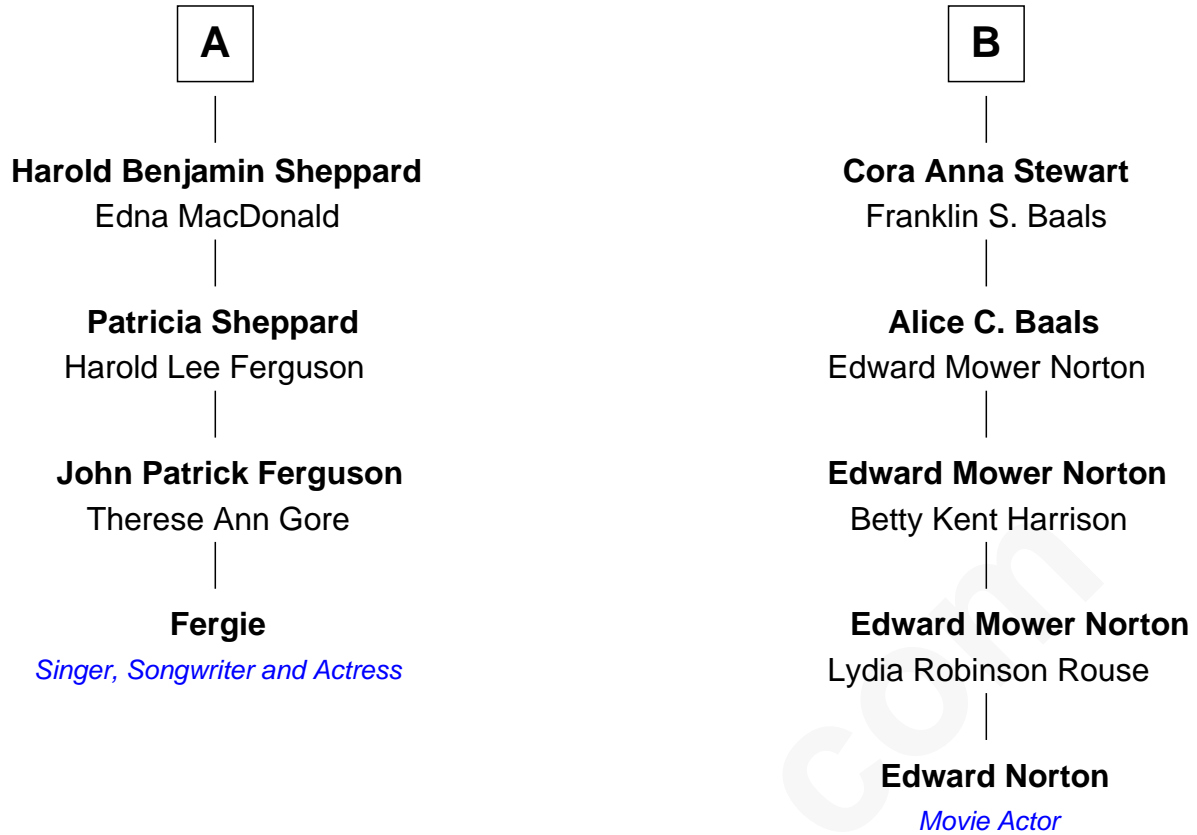 A
Harold Benjamin Sheppard
Edna MacDonald
Patricia Sheppard
Harold Lee Ferguson
John Patrick Ferguson
Therese Ann Gore
Fergie
Singer, Songwriter and Actress
B
Cora Anna Stewart
Franklin S. Baals
Alice C. Baals
Edward Mower Norton
Edward Mower Norton
Betty Kent Harrison
Edward Mower Norton
Lydia Robinson Rouse
Edward Norton
Movie Actor
com